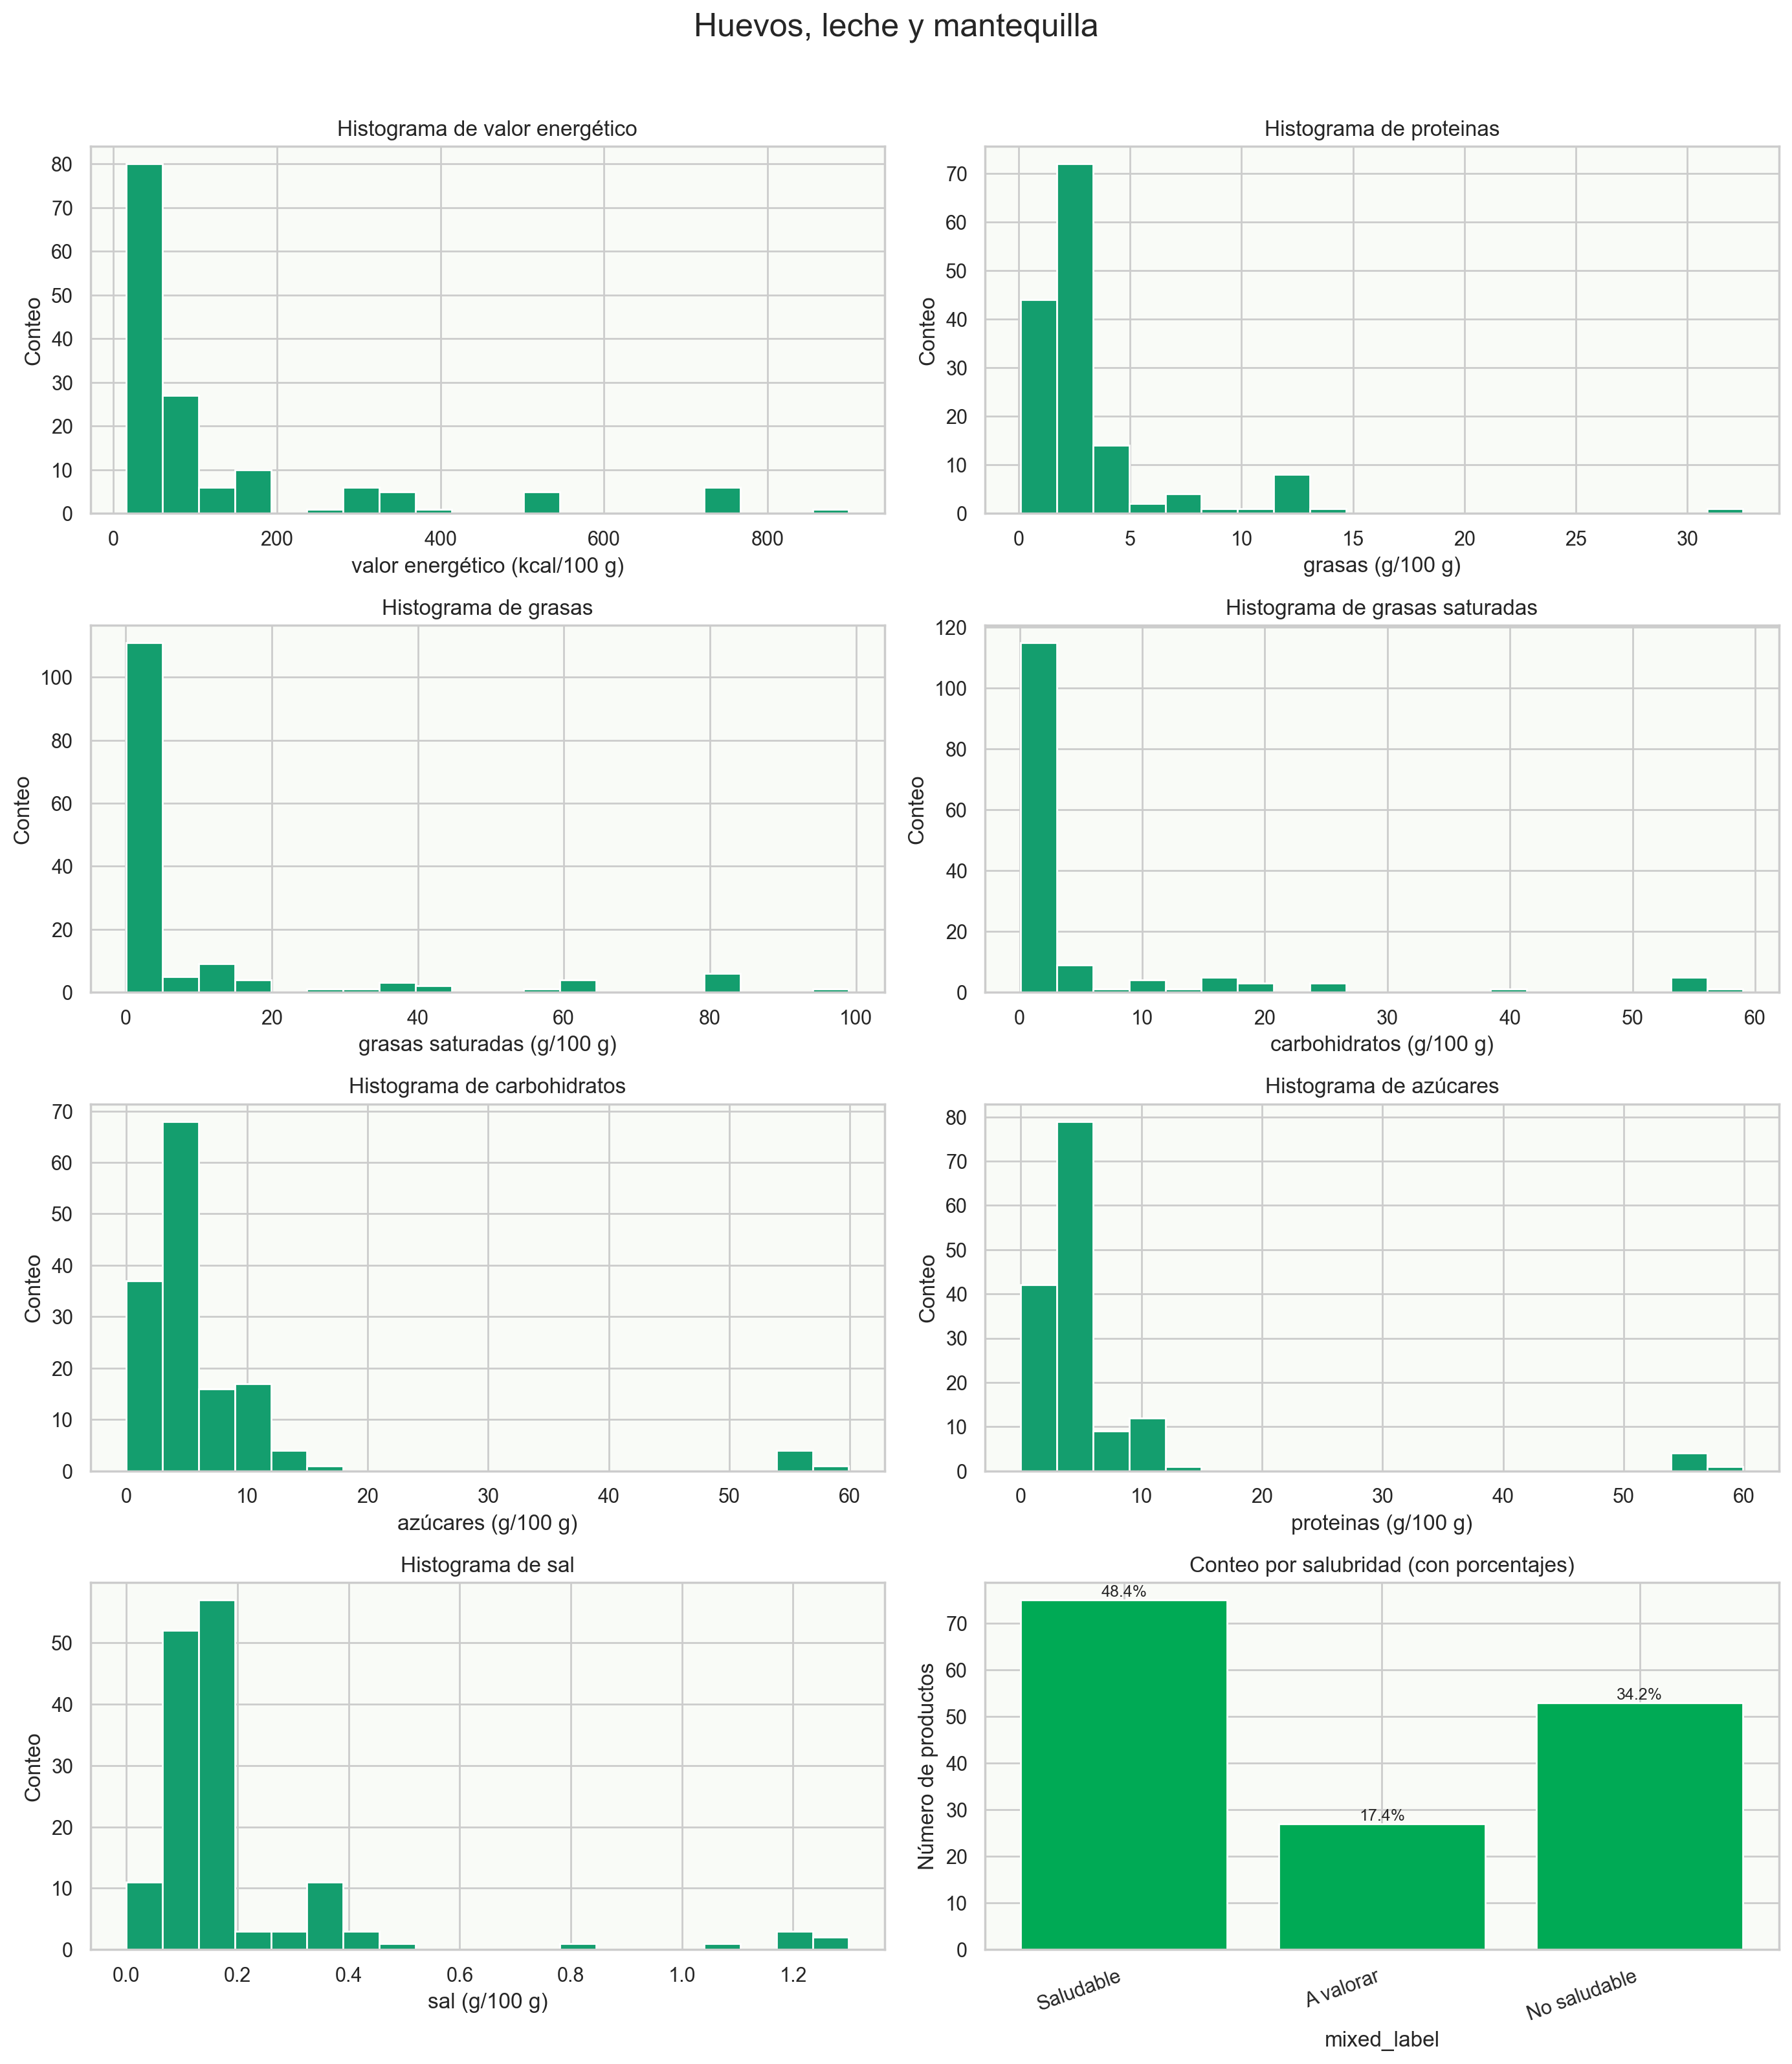 Huevos, leche y mantequilla
Histograma de valor energético
Conteo
80
70
60
50
40
30
20
10
0
0 200 400 600 800
valor energético (kcal/100 g)
Histograma de proteinas
Conteo
70
60
50
40
30
20
10
0
0 5 10 15 20 25 30
grasas (g/100 g)
Histograma de grasas
Conteo
100
80
60
40
20
0
0 20 40 60 80 100
grasas saturadas (g/100 g)
Histograma de grasas saturadas
Conteo
120
100
80
60
40
20
0
0 10 20 30 40 50 60
carbohidratos (g/100 g)
Histograma de carbohidratos
Conteo
70
60
50
40
30
20
10
0
0 10 20 30 40 50 60
azúcares (g/100 g)
Histograma de azúcares
Conteo
80
70
60
50
40
30
20
10
0
0 10 20 30 40 50 60
proteinas (g/100 g)
Histograma de sal
Conteo
50
40
30
20
10
0
0.0 0.2 0.4 0.6 0.8 1.0 1.2
sal (g/100 g)
Conteo por salubridad (con porcentajes)
Número de productos
70
60
50
40
30
20
10
0
48.4%
17.4%
34.2%
Saludable
A valorar
No saludable
mixed_label